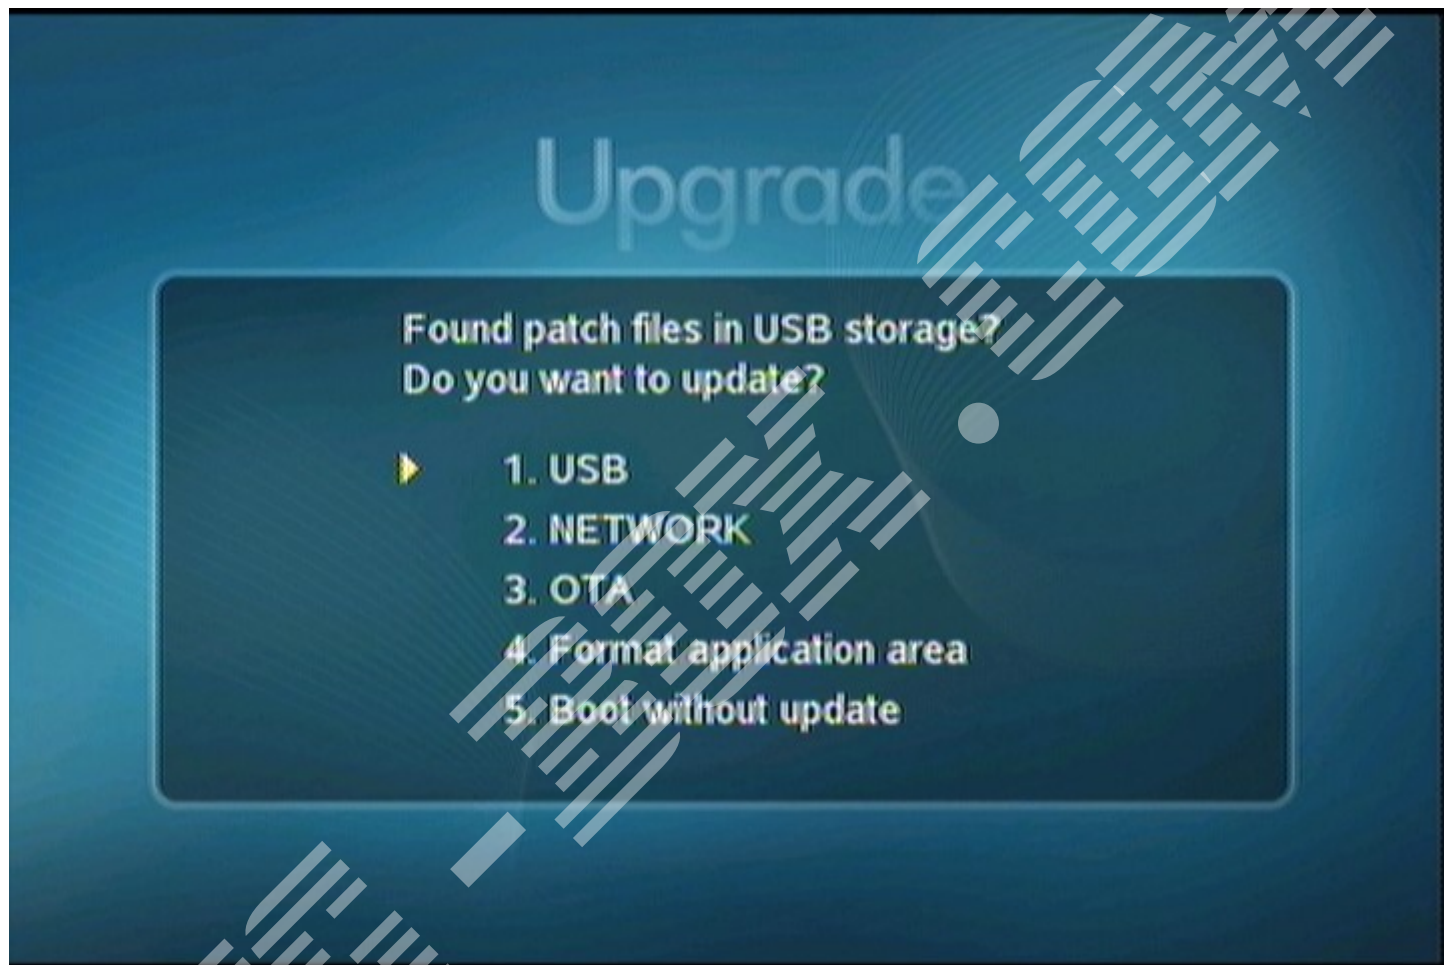 Upgrade
Found patch files in USB storage?
Do you want to update?
1. USB
2. NETWORK
3. OTA
4. Format application area
5. Boot without update